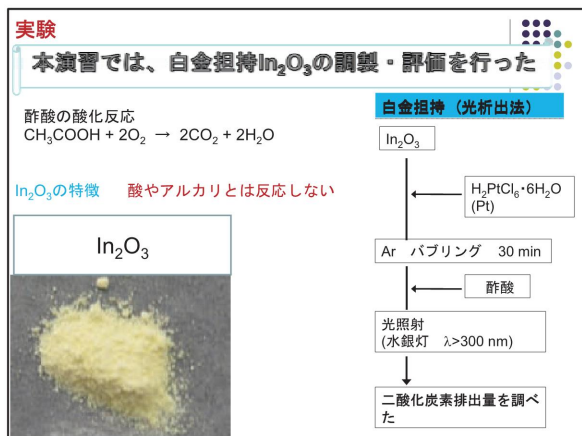 実験
本演習では、白金担持In₂O₃の調製・評価を行った
酢酸の酸化反応
CH₃COOH + 2O₂ → 2CO₂ + 2H₂O
In₂O₃の特徴 酸やアルカリとは反応しない
In₂O₃
白金担持（光析出法）
In₂O₃
H₂PtCl₆・6H₂O
(Pt)
Ar バブリング 30 min
酢酸
光照射
(水銀灯 λ>300 nm)
二酸化炭素排出量を調べ
た